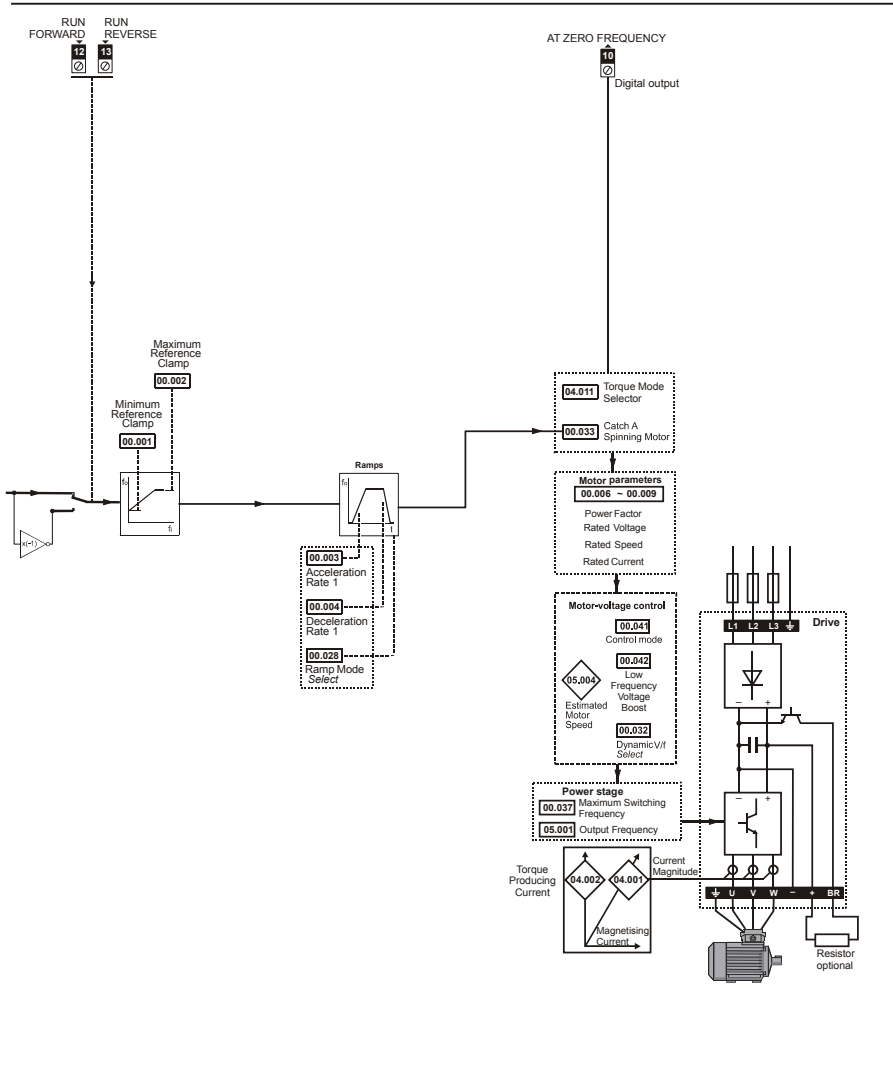 RUN FORWARD
RUN REVERSE
12
13
AT ZERO FREQUENCY
10
Digital output
Maximum
Reference
Clamp
00.002
Minimum
Reference
Clamp
00.001
f₀
fᵢ
x(-1)
Ramps
f₀
t
00.003
Acceleration
Rate 1
00.004
Deceleration
Rate 1
00.028
Ramp Mode
Select
04.011 Torque Mode
Selector
00.033 Catch A
Spinning Motor
Motor parameters
00.006 ~ 00.009
Power Factor
Rated Voltage
Rated Speed
Rated Current
Motor-voltage control
00.041
Control mode
00.042
Low
Frequency
Voltage
Boost
05.004
Estimated
Motor
Speed
00.032
Dynamic V/f
Select
Power stage
00.037 Maximum Switching
Frequency
05.001 Output Frequency
Torque
Producing
Current
04.002
04.001
Current
Magnitude
Magnetising
Current
L1 L2 L3
Drive
− +
− +
U V W − + BR
Resistor
optional